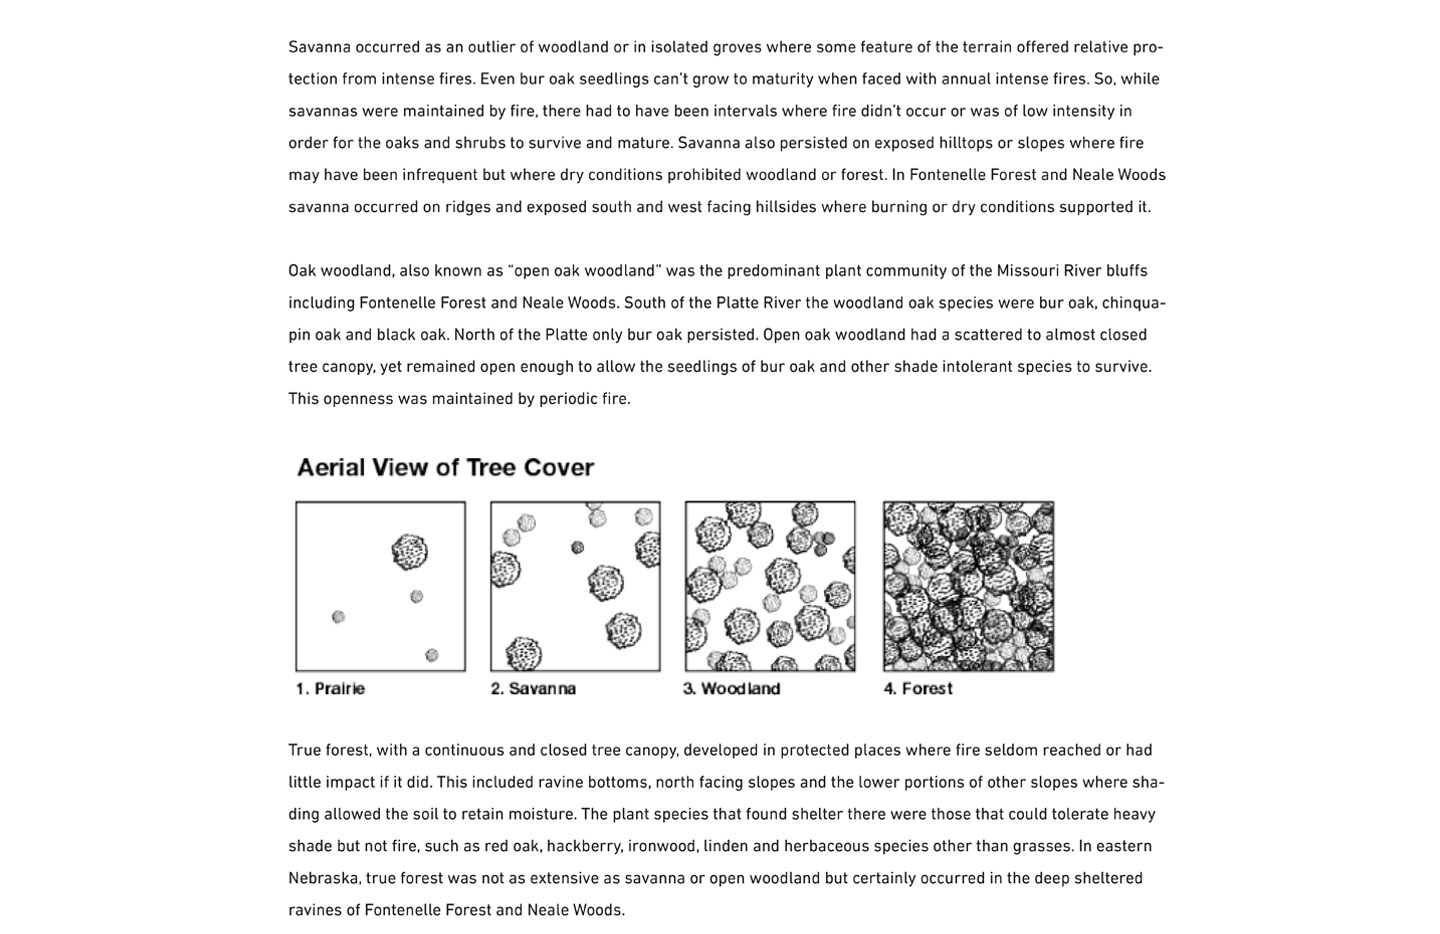 Savanna occurred as an outlier of woodland or in isolated groves where some feature of the terrain offered relative pro-
tection from intense fires. Even bur oak seedlings can't grow to maturity when faced with annual intense fires. So, while
savannas were maintained by fire, there had to have been intervals where fire didn't occur or was of low intensity in
order for the oaks and shrubs to survive and mature. Savanna also persisted on exposed hilltops or slopes where fire
may have been infrequent but where dry conditions prohibited woodland or forest. In Fontenelle Forest and Neale Woods
savanna occurred on ridges and exposed south and west facing hillsides where burning or dry conditions supported it.
Oak woodland, also known as “open oak woodland” was the predominant plant community of the Missouri River bluffs
including Fontenelle Forest and Neale Woods. South of the Platte River the woodland oak species were bur oak, chinqua-
pin oak and black oak. North of the Platte only bur oak persisted. Open oak woodland had a scattered to almost closed
tree canopy, yet remained open enough to allow the seedlings of bur oak and other shade intolerant species to survive.
This openness was maintained by periodic fire.
Aerial View of Tree Cover
1. Prairie
2. Savanna
3. Woodland
4. Forest
True forest, with a continuous and closed tree canopy, developed in protected places where fire seldom reached or had
little impact if it did. This included ravine bottoms, north facing slopes and the lower portions of other slopes where sha-
ding allowed the soil to retain moisture. The plant species that found shelter there were those that could tolerate heavy
shade but not fire, such as red oak, hackberry, ironwood, linden and herbaceous species other than grasses. In eastern
Nebraska, true forest was not as extensive as savanna or open woodland but certainly occurred in the deep sheltered
ravines of Fontenelle Forest and Neale Woods.